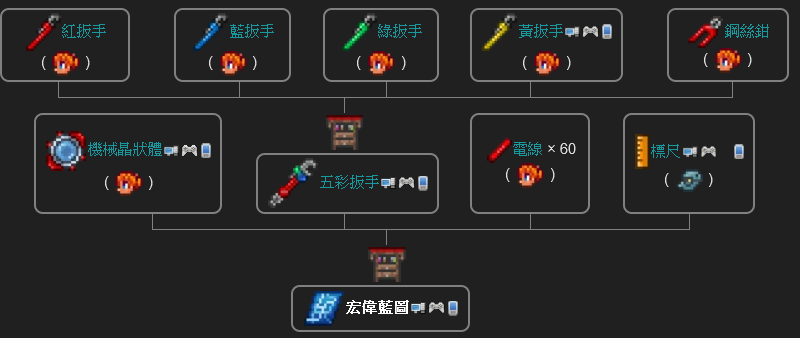 紅扳手
( )
藍扳手
( )
綠扳手
( )
黃扳手
( )
鋼絲鉗
( )
機械晶狀體
( )
五彩扳手
電線 × 60
( )
標尺
( )
宏偉藍圖